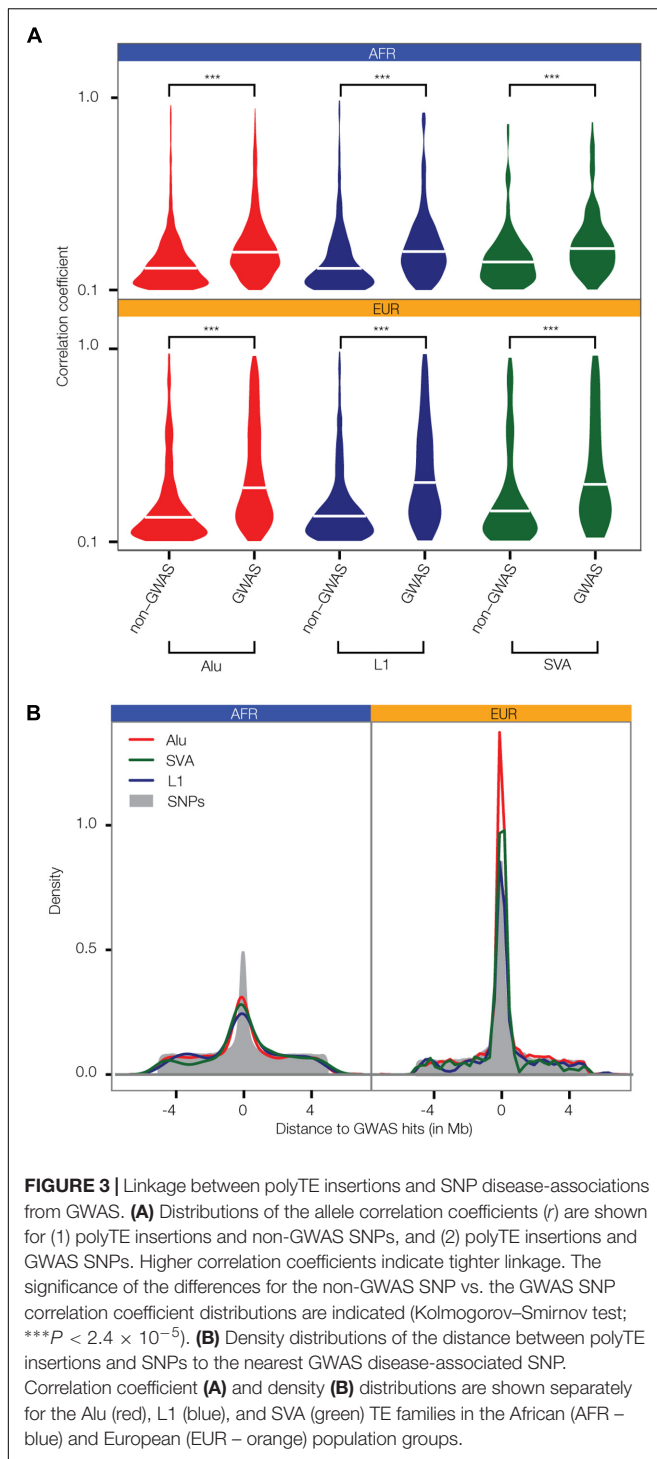 A
AFR
*** *** ***
1.0
0.1
EUR
*** *** ***
1.0
0.1
Correlation coefficient
non-GWAS GWAS non-GWAS GWAS non-GWAS GWAS
Alu L1 SVA
B
AFR EUR
Alu
SVA
L1
SNPs
1.0
0.5
0.0
Density
-4 0 4 -4 0 4
Distance to GWAS hits (in Mb)
FIGURE 3 | Linkage between polyTE insertions and SNP disease-associations
from GWAS. (A) Distributions of the allele correlation coefficients (r) are shown
for (1) polyTE insertions and non-GWAS SNPs, and (2) polyTE insertions and
GWAS SNPs. Higher correlation coefficients indicate tighter linkage. The
significance of the differences for the non-GWAS SNP vs. the GWAS SNP
correlation coefficient distributions are indicated (Kolmogorov–Smirnov test;
***P < 2.4 × 10−5). (B) Density distributions of the distance between polyTE
insertions and SNPs to the nearest GWAS disease-associated SNP.
Correlation coefficient (A) and density (B) distributions are shown separately
for the Alu (red), L1 (blue), and SVA (green) TE families in the African (AFR –
blue) and European (EUR – orange) population groups.